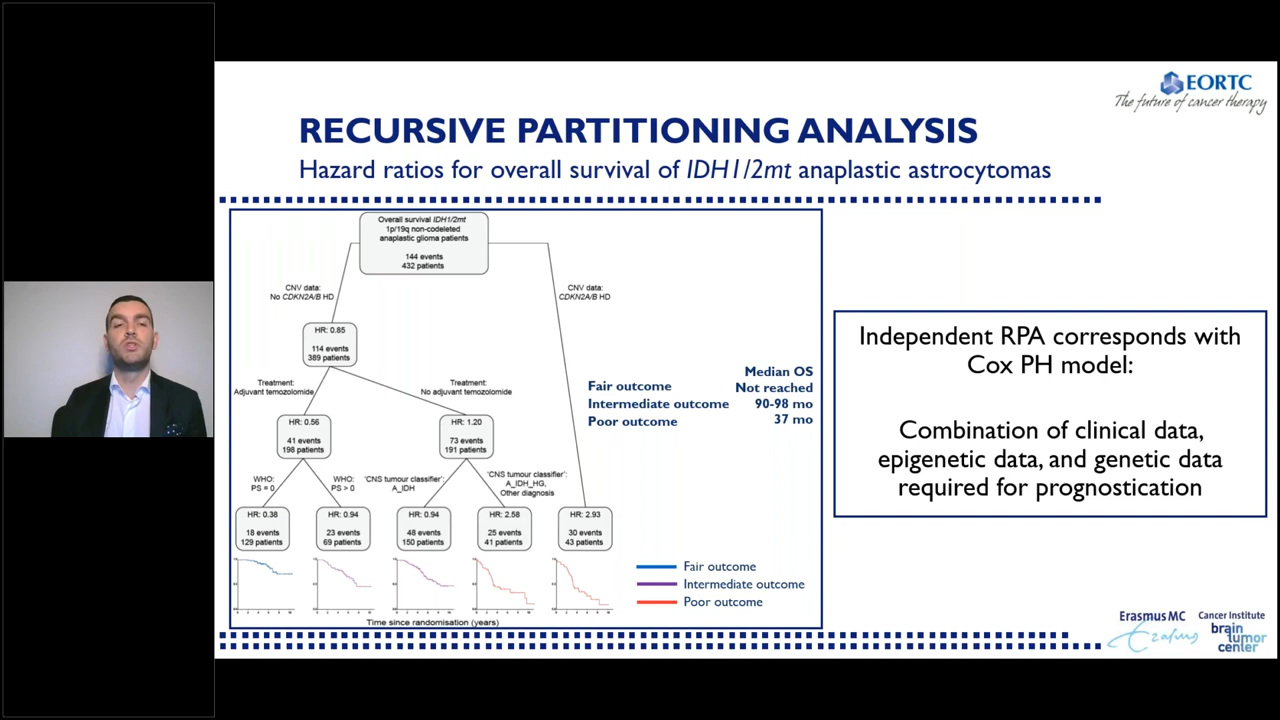 EORTC
The future of cancer therapy
RECURSIVE PARTITIONING ANALYSIS
Hazard ratios for overall survival of IDH1/2mt anaplastic astrocytomas
Overall survival IDH1/2mt
1p/19q non-codeleted
anaplastic glioma patients
144 events
432 patients
CNV data:
No CDKN2A/B HD
CNV data:
CDKN2A/B HD
HR: 0.85
114 events
389 patients
Treatment:
Adjuvant temozolomide
Treatment:
No adjuvant temozolomide
HR: 0.56
41 events
198 patients
HR: 1.20
73 events
191 patients
WHO:
PS = 0
WHO:
PS > 0
'CNS tumour classifier':
A_IDH
'CNS tumour classifier':
A_IDH_HG,
Other diagnosis
HR: 0.38
18 events
129 patients
HR: 0.94
23 events
69 patients
HR: 0.94
48 events
150 patients
HR: 2.58
25 events
41 patients
HR: 2.93
30 events
43 patients
Time since randomisation (years)
Median OS
Fair outcome Not reached
Intermediate outcome 90-98 mo
Poor outcome 37 mo
Fair outcome
Intermediate outcome
Poor outcome
Independent RPA corresponds with
Cox PH model:
Combination of clinical data,
epigenetic data, and genetic data
required for prognostication
Erasmus MC
Erasmus
Cancer Institute
brain
tumor
center